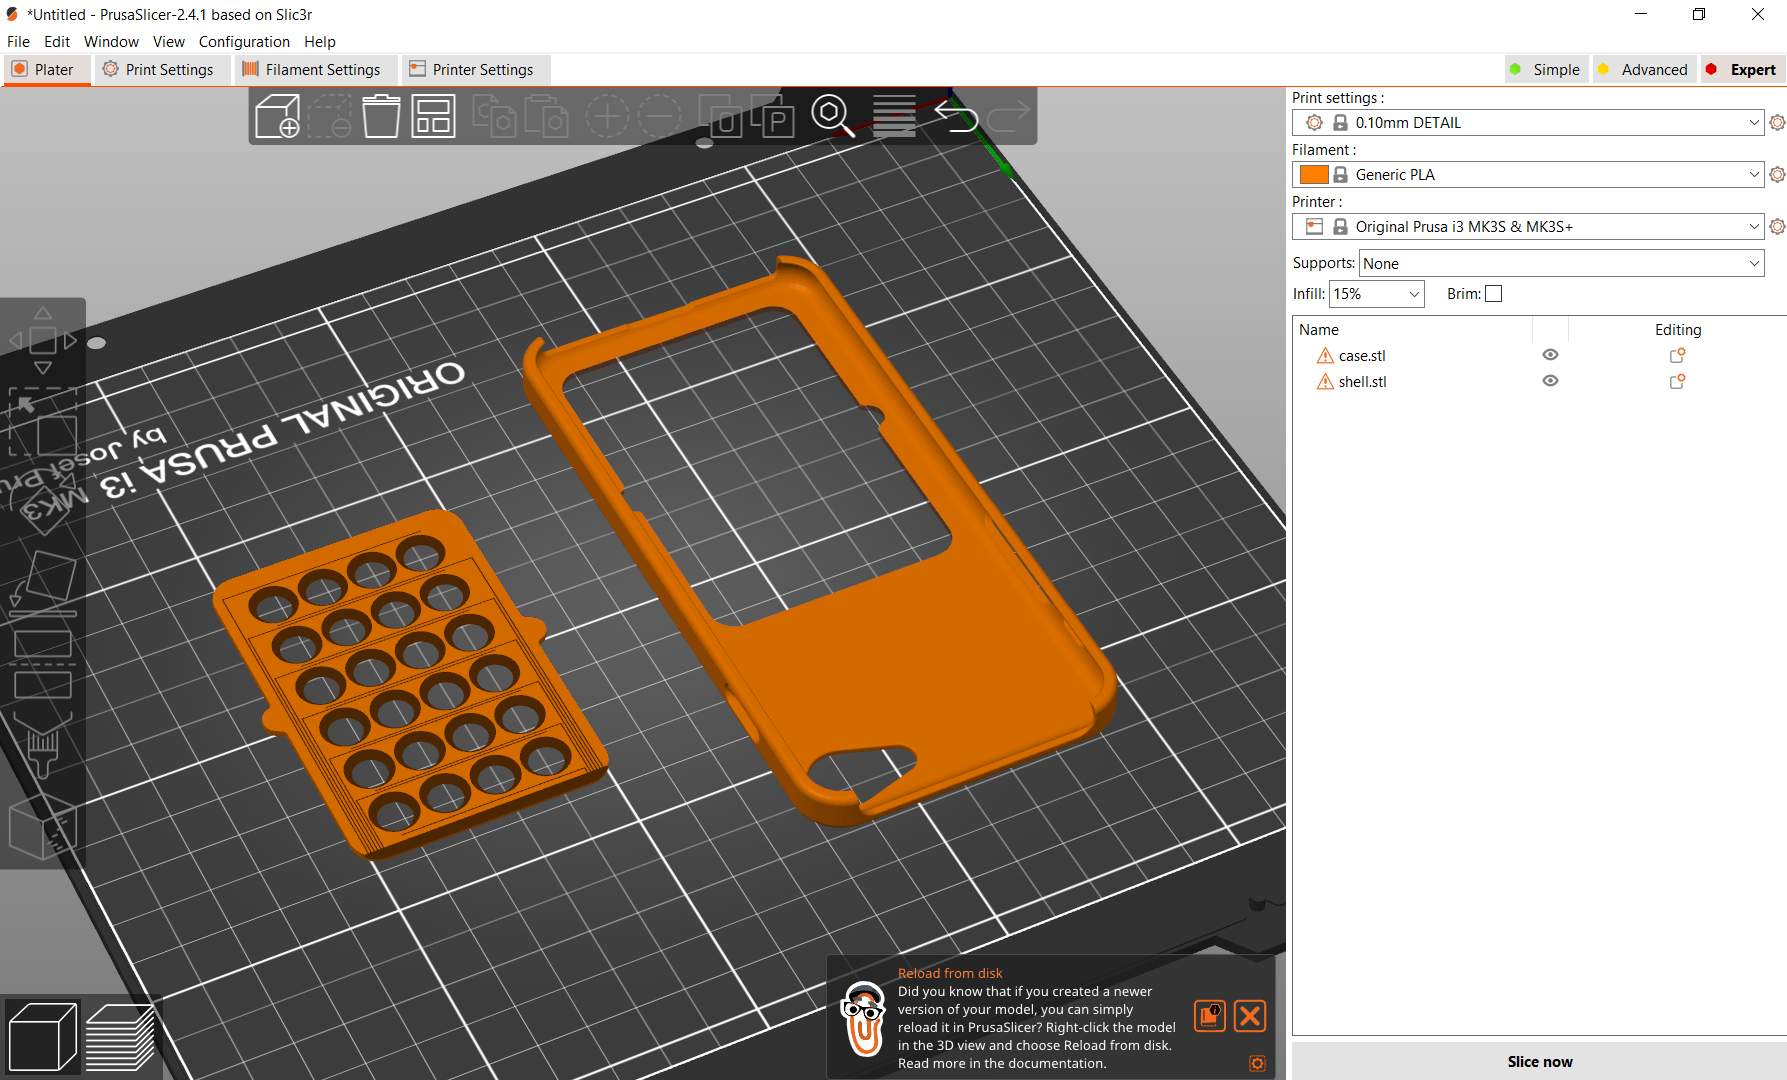 *Untitled - PrusaSlicer-2.4.1 based on Slic3r
File Edit Window View Configuration Help
Plater Print Settings Filament Settings Printer Settings Simple Advanced Expert
Print settings :
0.10mm DETAIL
Filament :
Generic PLA
Printer :
Original Prusa i3 MK3S & MK3S+
Supports: None
Infill: 15% Brim:
Name Editing
case.stl
shell.stl
ORIGINAL PRUSA i3 MK3
by Josef Pru
Reload from disk
Did you know that if you created a newer
version of your model, you can simply
reload it in PrusaSlicer? Right-click the model
in the 3D view and choose Reload from disk.
Read more in the documentation.
Slice now